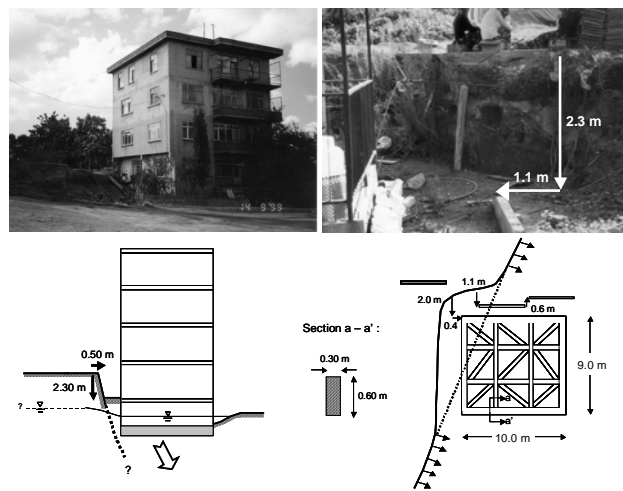 14 9'99
2.3 m
1.1 m
0.50 m
2.30 m
?
?
Section a – a' :
0.30 m
0.60 m
1.1 m
2.0 m
0.4
0.6 m
9.0 m
a
a'
10.0 m